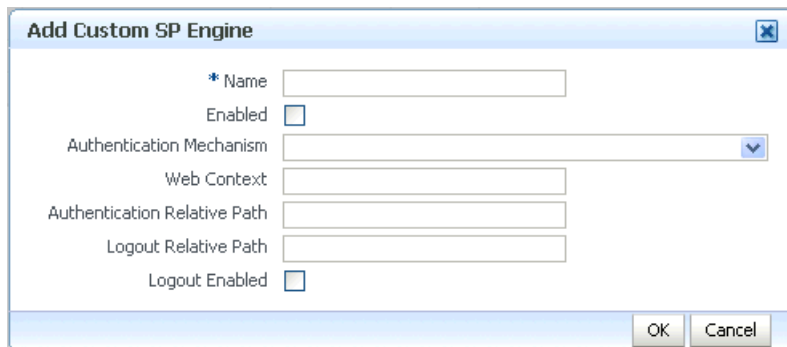 Add Custom SP Engine
* Name
Enabled
Authentication Mechanism
Web Context
Authentication Relative Path
Logout Relative Path
Logout Enabled
OK Cancel